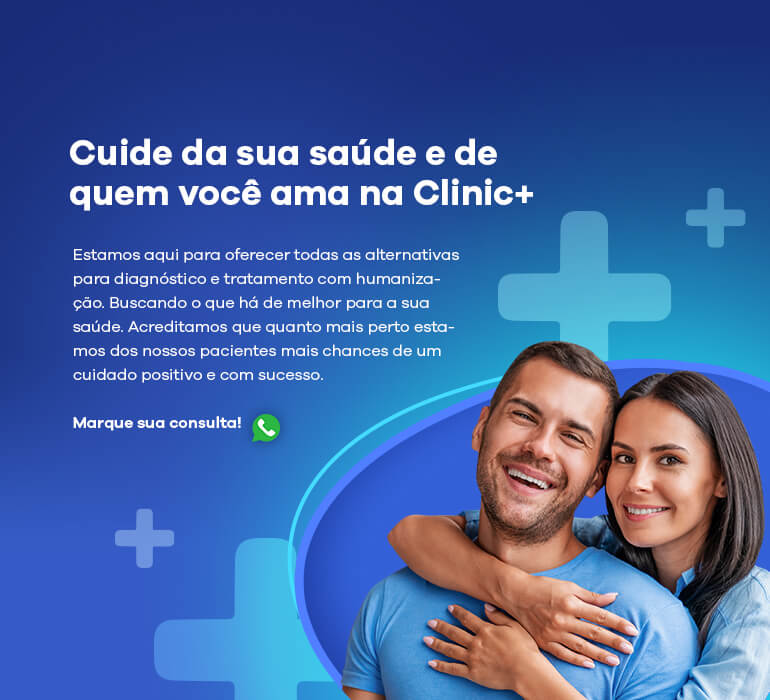 Cuide da sua saúde e de
quem você ama na Clinic+
Estamos aqui para oferecer todas as alternativas
para diagnóstico e tratamento com humaniza-
ção. Buscando o que há de melhor para a sua
saúde. Acreditamos que quanto mais perto esta-
mos dos nossos pacientes mais chances de um
cuidado positivo e com sucesso.
Marque sua consulta!